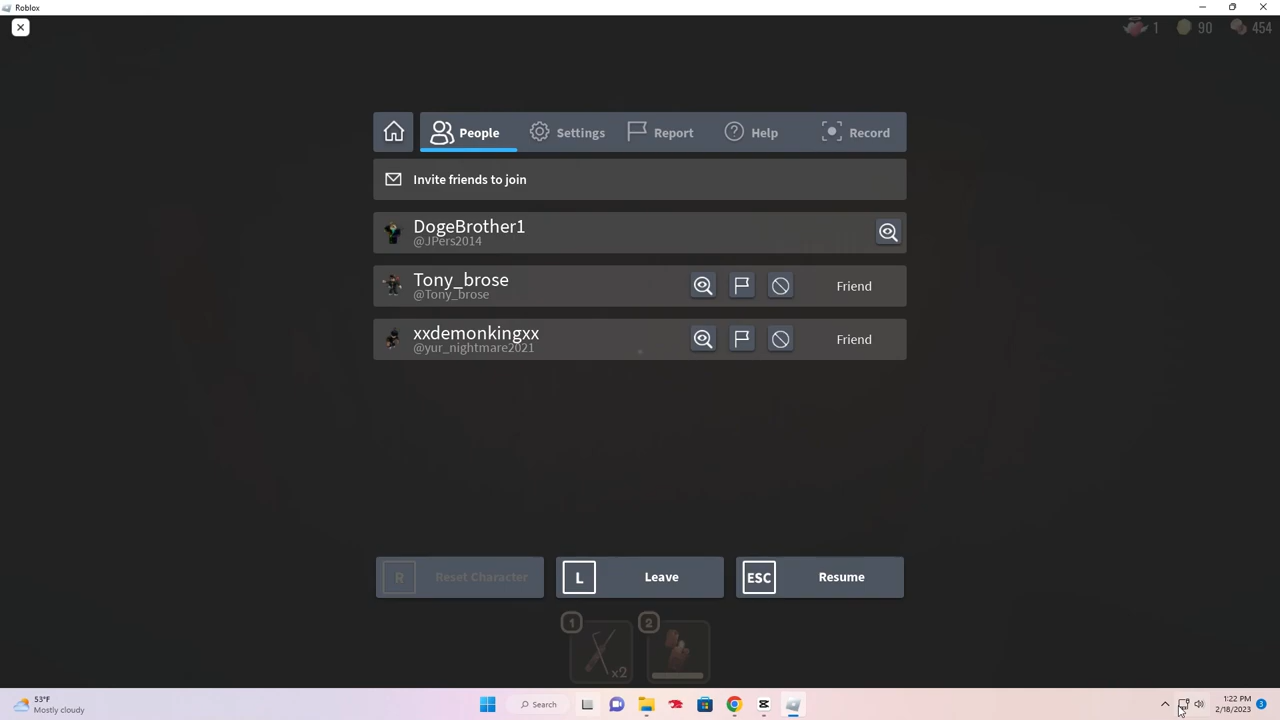 Roblox
1 90 454
People Settings Report Help Record
Invite friends to join
DogeBrother1
@JPers2014
Tony_brose
@Tony_brose
Friend
xxdemonkingxx
@yur_nightmare2021
Friend
R Reset Character L Leave ESC Resume
1 2
x2
53°F
Mostly cloudy
Search
1:22 PM
2/18/2023
3